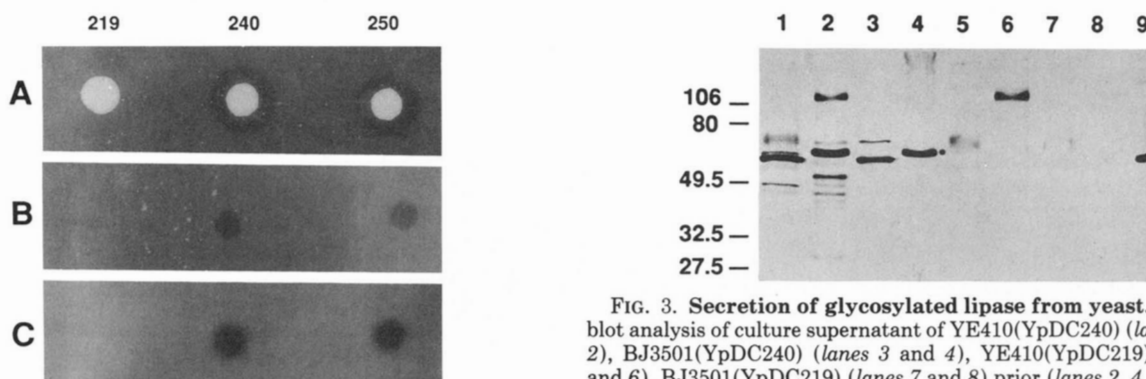 219 240 250
A
B
C
1 2 3 4 5 6 7 8 9
106
80
49.5
32.5
27.5
FIG. 3. Secretion of glycosylated lipase from yeast.
blot analysis of culture supernatant of YE410(YpDC240)
2), BJ3501(YpDC240) (lanes 3 and 4), YE410(YpDC219)
and 6), BJ3501(YpDC219) (lanes 7 and 8) prior (lanes 2, 4